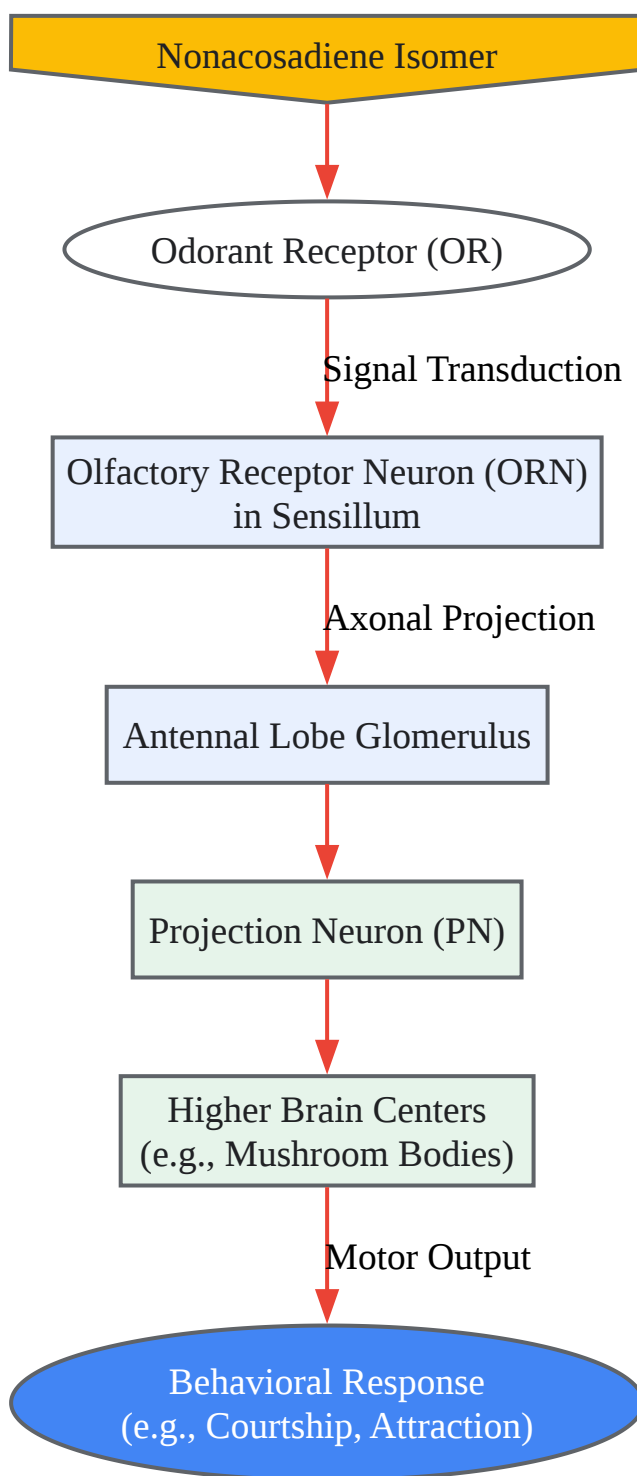 Nonacosadiene Isomer
Odorant Receptor (OR)
Signal Transduction
Olfactory Receptor Neuron (ORN)
in Sensillum
Axonal Projection
Antennal Lobe Glomerulus
Projection Neuron (PN)
Higher Brain Centers
(e.g., Mushroom Bodies)
Motor Output
Behavioral Response
(e.g., Courtship, Attraction)